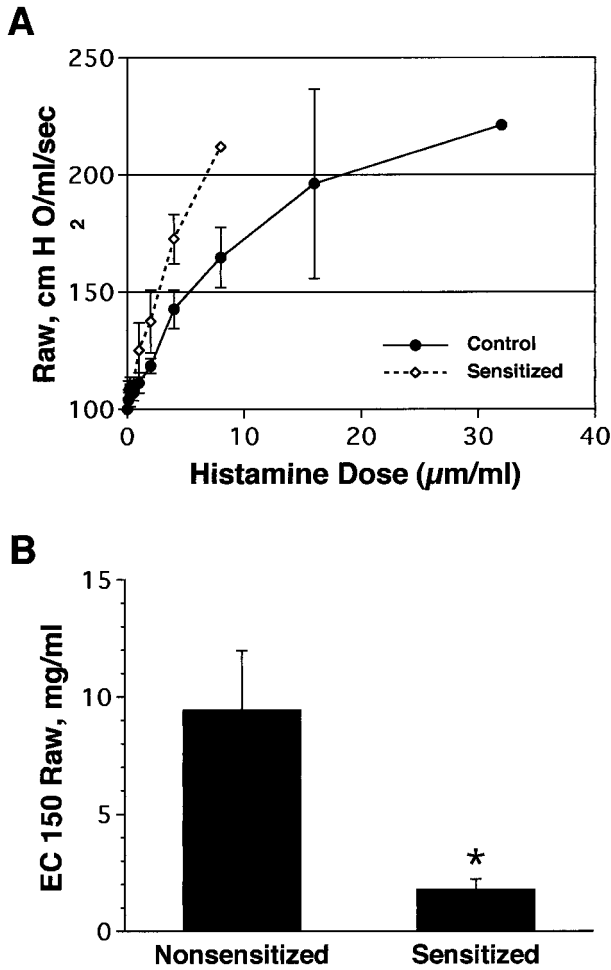 A
250
200
150
100
0
10
20
30
40
Raw, cm H O/ml/sec
2
Control
Sensitized
Histamine Dose (µm/ml)
B
15
10
5
0
EC 150 Raw, mg/ml
*
Nonsensitized
Sensitized